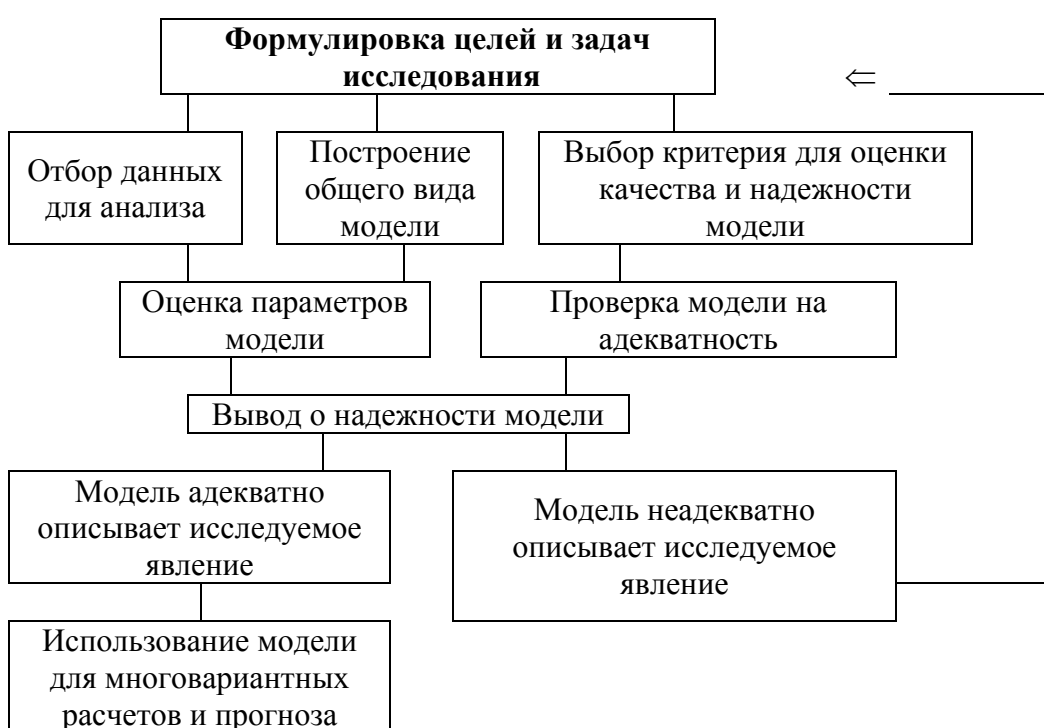 Формулировка целей и задач
исследования
⇐
Отбор данных
для анализа
Построение
общего вида
модели
Выбор критерия для оценки
качества и надежности
модели
Оценка параметров
модели
Проверка модели на
адекватность
Вывод о надежности модели
Модель адекватно
описывает исследуемое
явление
Модель неадекватно
описывает исследуемое
явление
Использование модели
для многовариантных
расчетов и прогноза